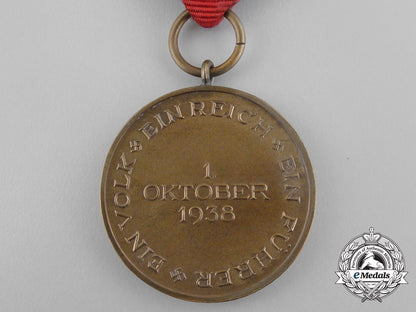 EIN VOLK ✠ EIN REICH ✠ EIN FÜHRER ✠
1.
OKTOBER
1938
eMedals